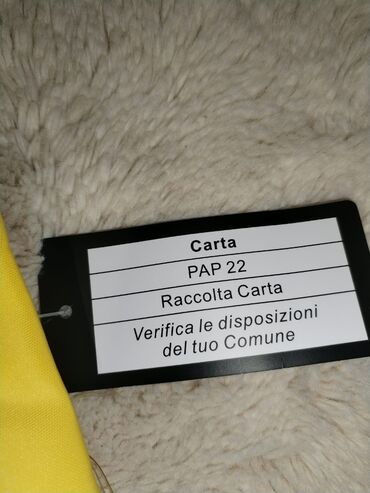 Carta
PAP 22
Raccolta Carta
Verifica le disposizioni
del tuo Comune